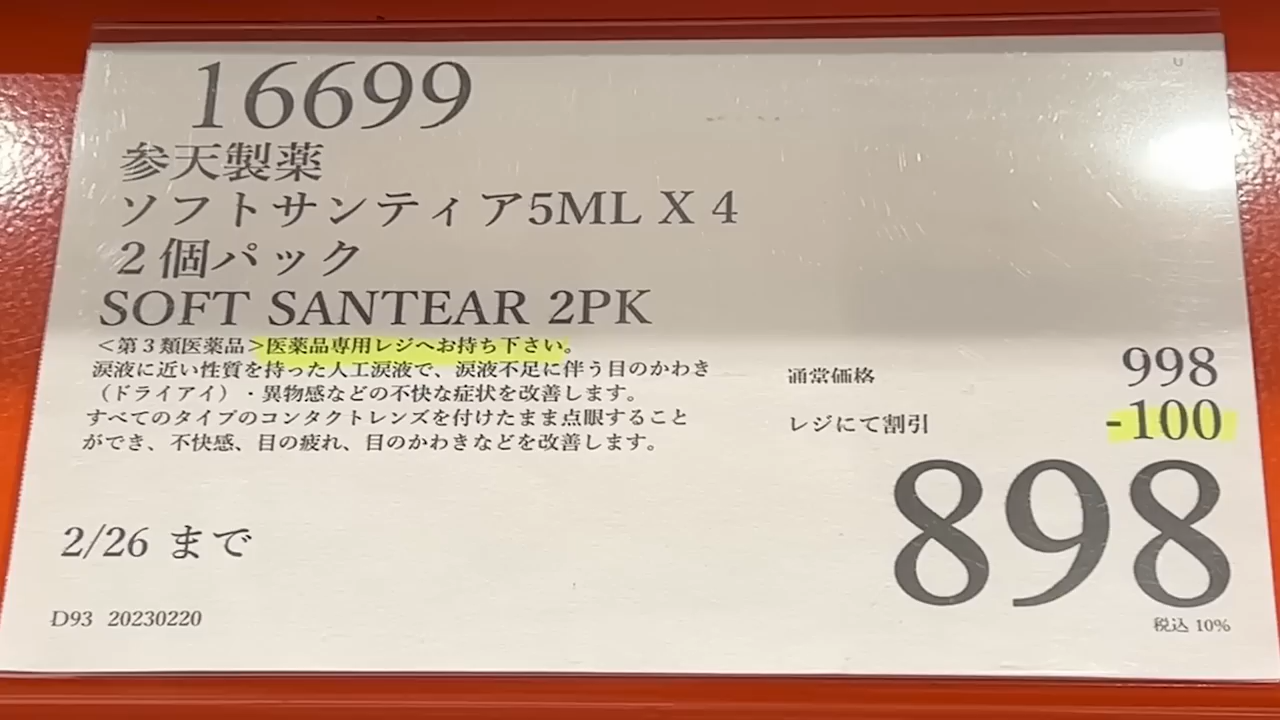 16699
参天製薬
ソフトサンティア5ML X 4
２個パック
SOFT SANTEAR 2PK
＜第３類医薬品＞医薬品専用レジへお持ち下さい。
涙液に近い性質を持った人工涙液で、涙液不足に伴う目のかわき
（ドライアイ）・異物感などの不快な症状を改善します。
すべてのタイプのコンタクトレンズを付けたまま点眼すること
ができ、不快感、目の疲れ、目のかわきなどを改善します。
通常価格 998
レジにて割引 -100
898
税込 10%
2/26 まで
D93 20230220
U